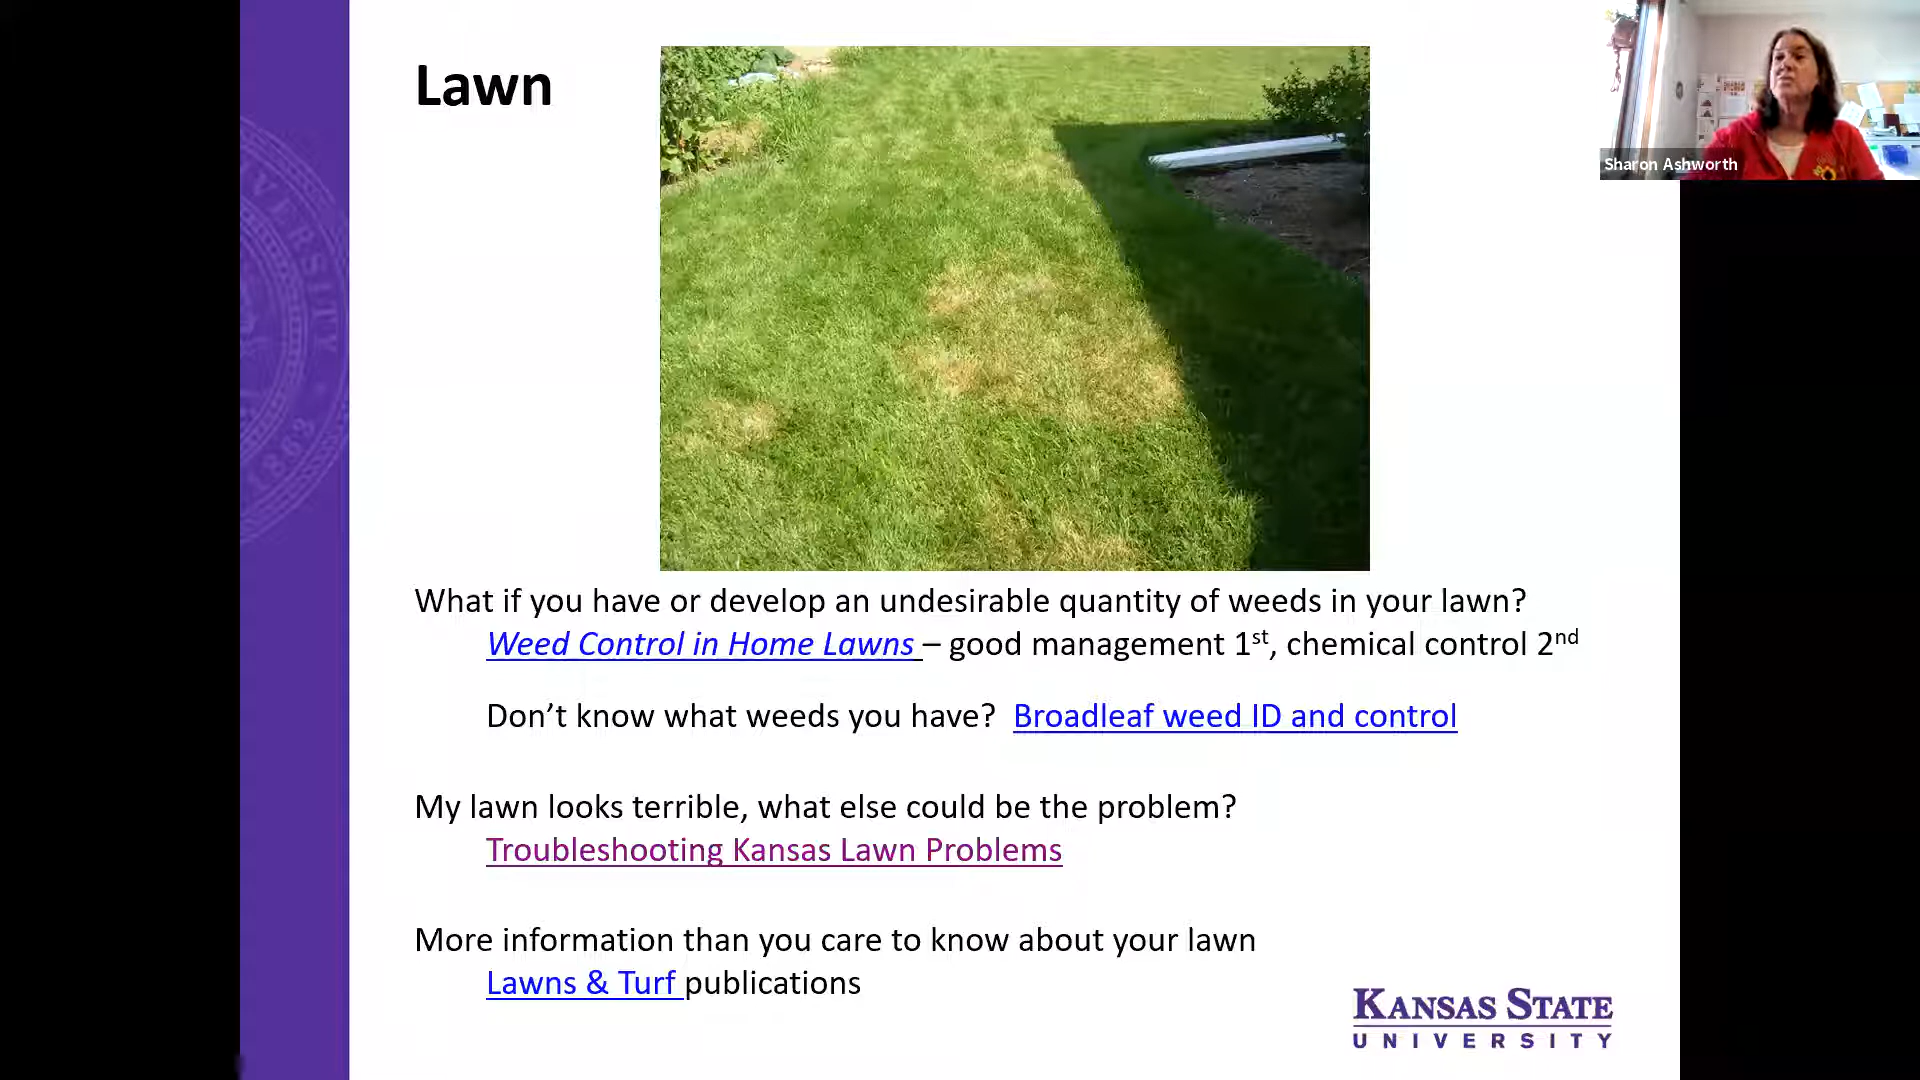 Lawn
Sharon Ashworth
VERSITY
1863
What if you have or develop an undesirable quantity of weeds in your lawn?
Weed Control in Home Lawns – good management 1st, chemical control 2nd
Don’t know what weeds you have? Broadleaf weed ID and control
My lawn looks terrible, what else could be the problem?
Troubleshooting Kansas Lawn Problems
More information than you care to know about your lawn
Lawns & Turf publications
KANSAS STATE
UNIVERSITY